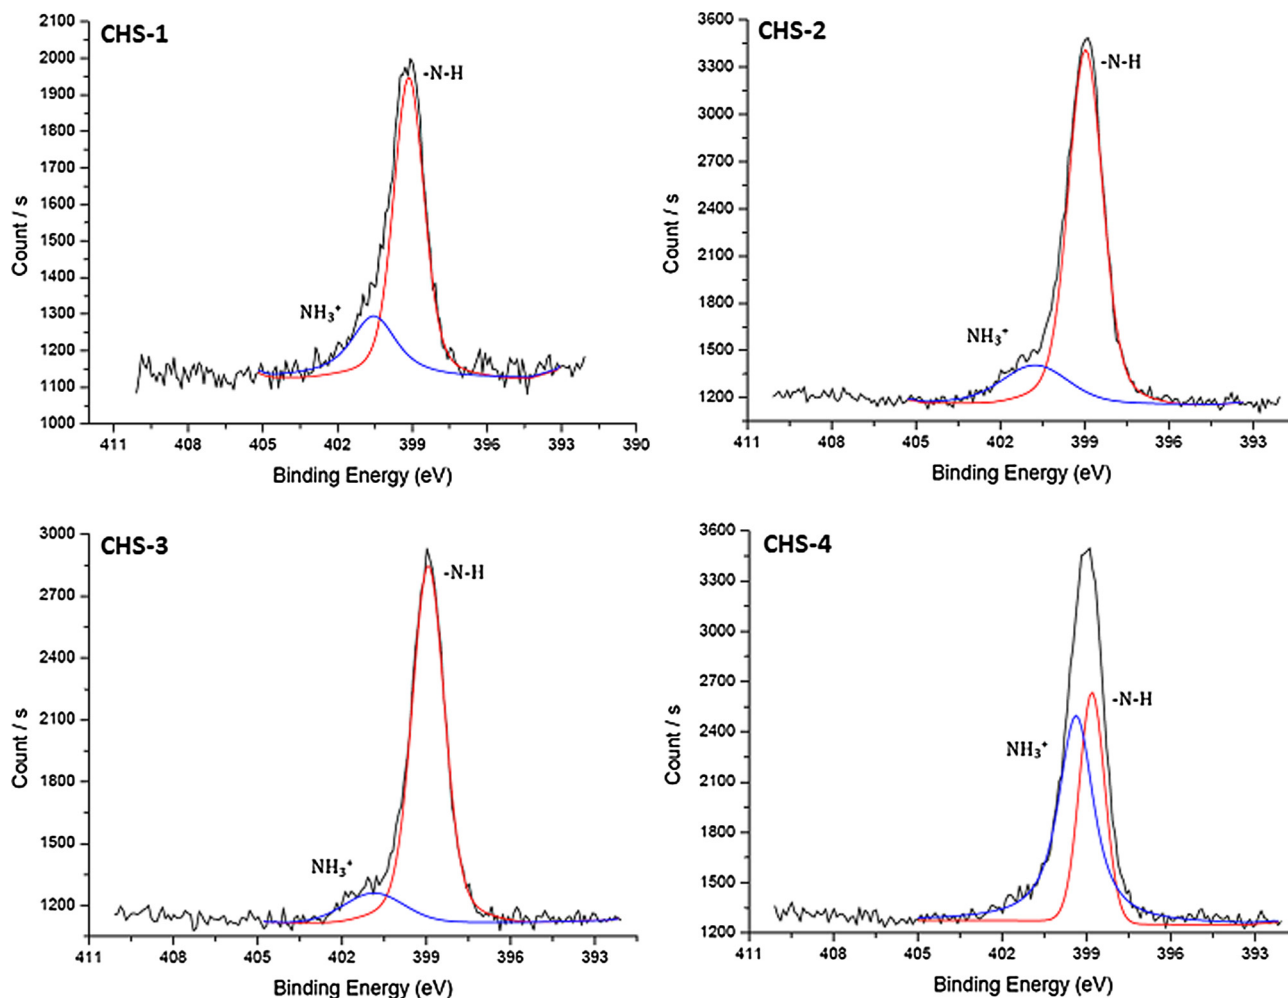 CHS-1
2100
2000
1900
1800
1700
1600
1500
1400
1300
1200
1100
1000
Count / s
-N-H
NH₃⁺
411 408 405 402 399 396 393 390
Binding Energy (eV)
CHS-2
3600
3300
3000
2700
2400
2100
1800
1500
1200
Count / s
-N-H
NH₃⁺
411 408 405 402 399 396 393
Binding Energy (eV)
CHS-3
3000
2700
2400
2100
1800
1500
1200
Count / s
-N-H
NH₃⁺
411 408 405 402 399 396 393
Binding Energy (eV)
CHS-4
3600
3300
3000
2700
2400
2100
1800
1500
1200
Count / s
-N-H
NH₃⁺
411 408 405 402 399 396 393
Binding Energy (eV)